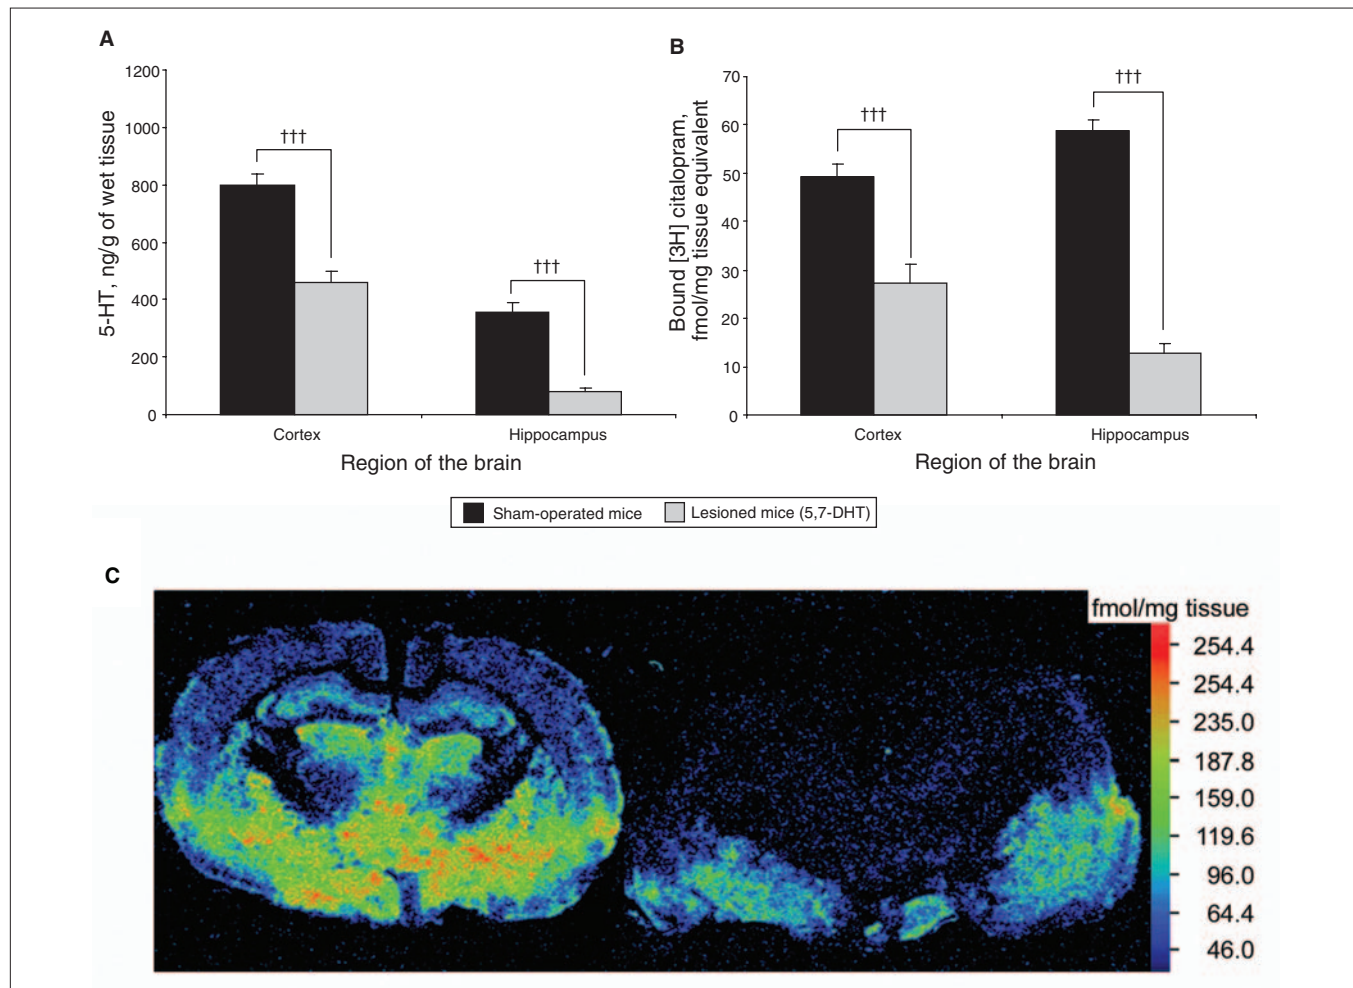 A
1200
1000
800
600
400
200
0
5-HT, ng/g of wet tissue
†††
†††
Cortex
Hippocampus
Region of the brain
B
70
60
50
40
30
20
10
0
Bound [3H] citalopram,
fmol/mg tissue equivalent
†††
†††
Cortex
Hippocampus
Region of the brain
Sham-operated mice
Lesioned mice (5,7-DHT)
C
fmol/mg tissue
254.4
254.4
235.0
187.8
159.0
119.6
96.0
64.4
46.0